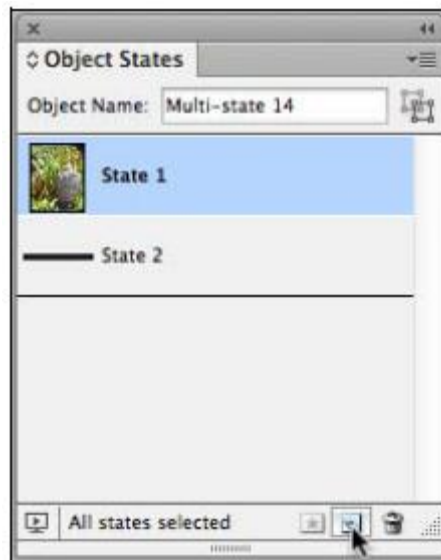 Object States
Object Name: Multi-state 14
State 1
State 2
All states selected